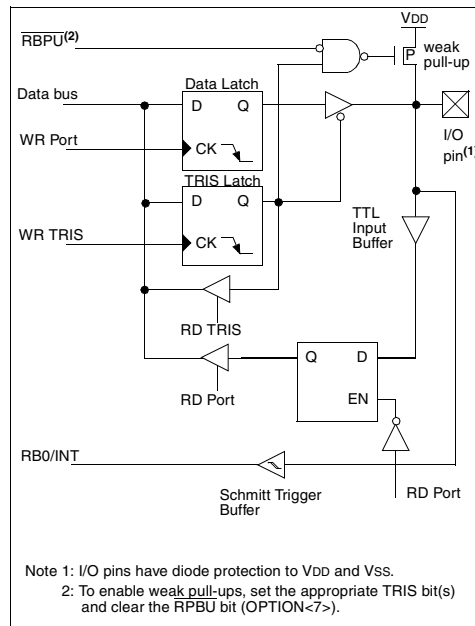 VDD
RBPU(2)
weak
pull-up
P
Data Latch
Data bus
D Q
I/O
pin(1)
WR Port
CK
TRIS Latch
D Q
TTL
Input
Buffer
WR TRIS
CK
RD TRIS
Q D
RD Port
EN
RB0/INT
Schmitt Trigger
Buffer
RD Port
Note 1: I/O pins have diode protection to VDD and VSS.
2: To enable weak pull-ups, set the appropriate TRIS bit(s)
and clear the RPBU bit (OPTION<7>).